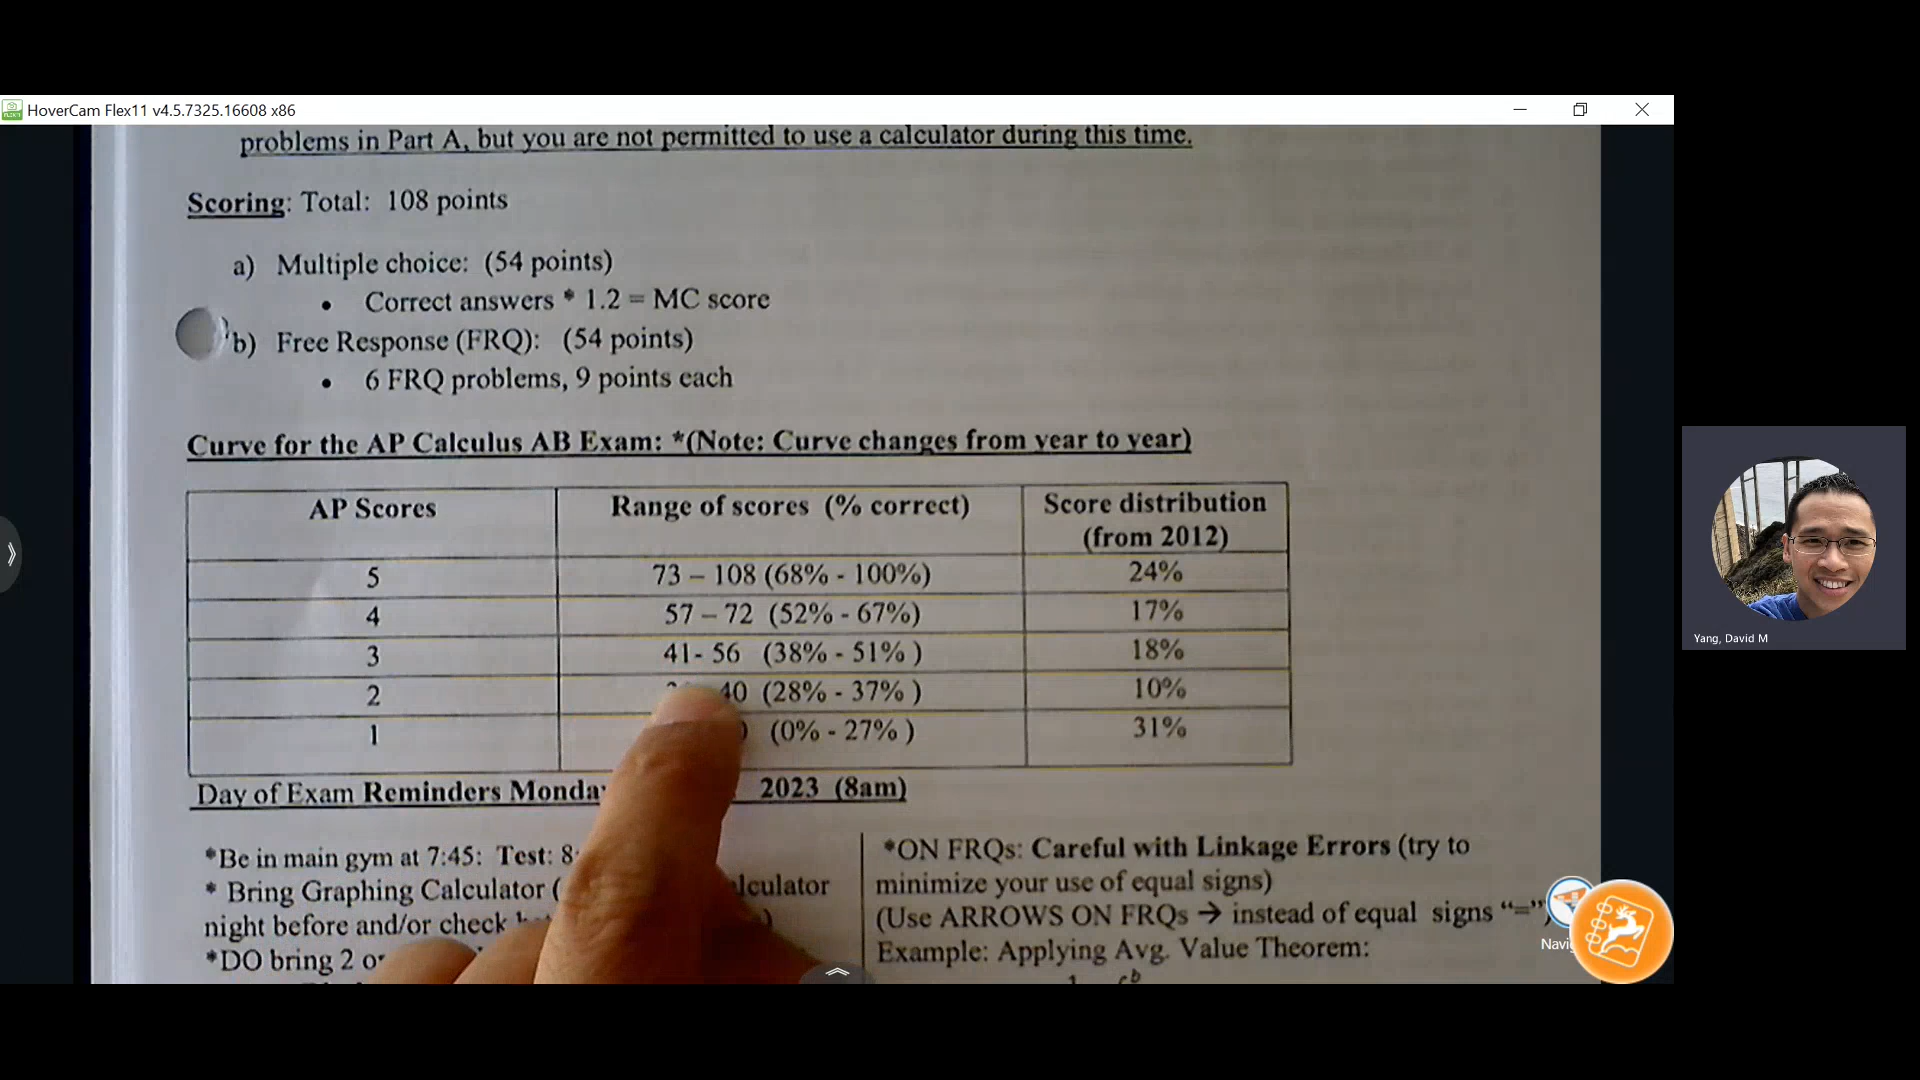 HoverCam Flex11 v4.5.7325.16608 x86
problems in Part A, but you are not permitted to use a calculator during this time.
Scoring: Total: 108 points
a) Multiple choice: (54 points)
• Correct answers * 1.2 = MC score
b) Free Response (FRQ): (54 points)
• 6 FRQ problems, 9 points each
Curve for the AP Calculus AB Exam: *(Note: Curve changes from year to year)
AP Scores Range of scores (% correct) Score distribution
(from 2012)
5 73 – 108 (68% - 100%) 24%
4 57 – 72 (52% - 67%) 17%
3 41- 56 (38% - 51% ) 18%
2 40 (28% - 37% ) 10%
1 (0% - 27% ) 31%
Day of Exam Reminders 2023 (8am)
*Be in main gym at 7:45: Test:
* Bring Graphing Calculator (
night before and/or check
*DO bring 2
*ON FRQs: Careful with Linkage Errors (try to
minimize your use of equal signs)
(Use ARROWS ON FRQs → instead of equal signs “=”)
Example: Applying Avg. Value Theorem:
Yang, David M